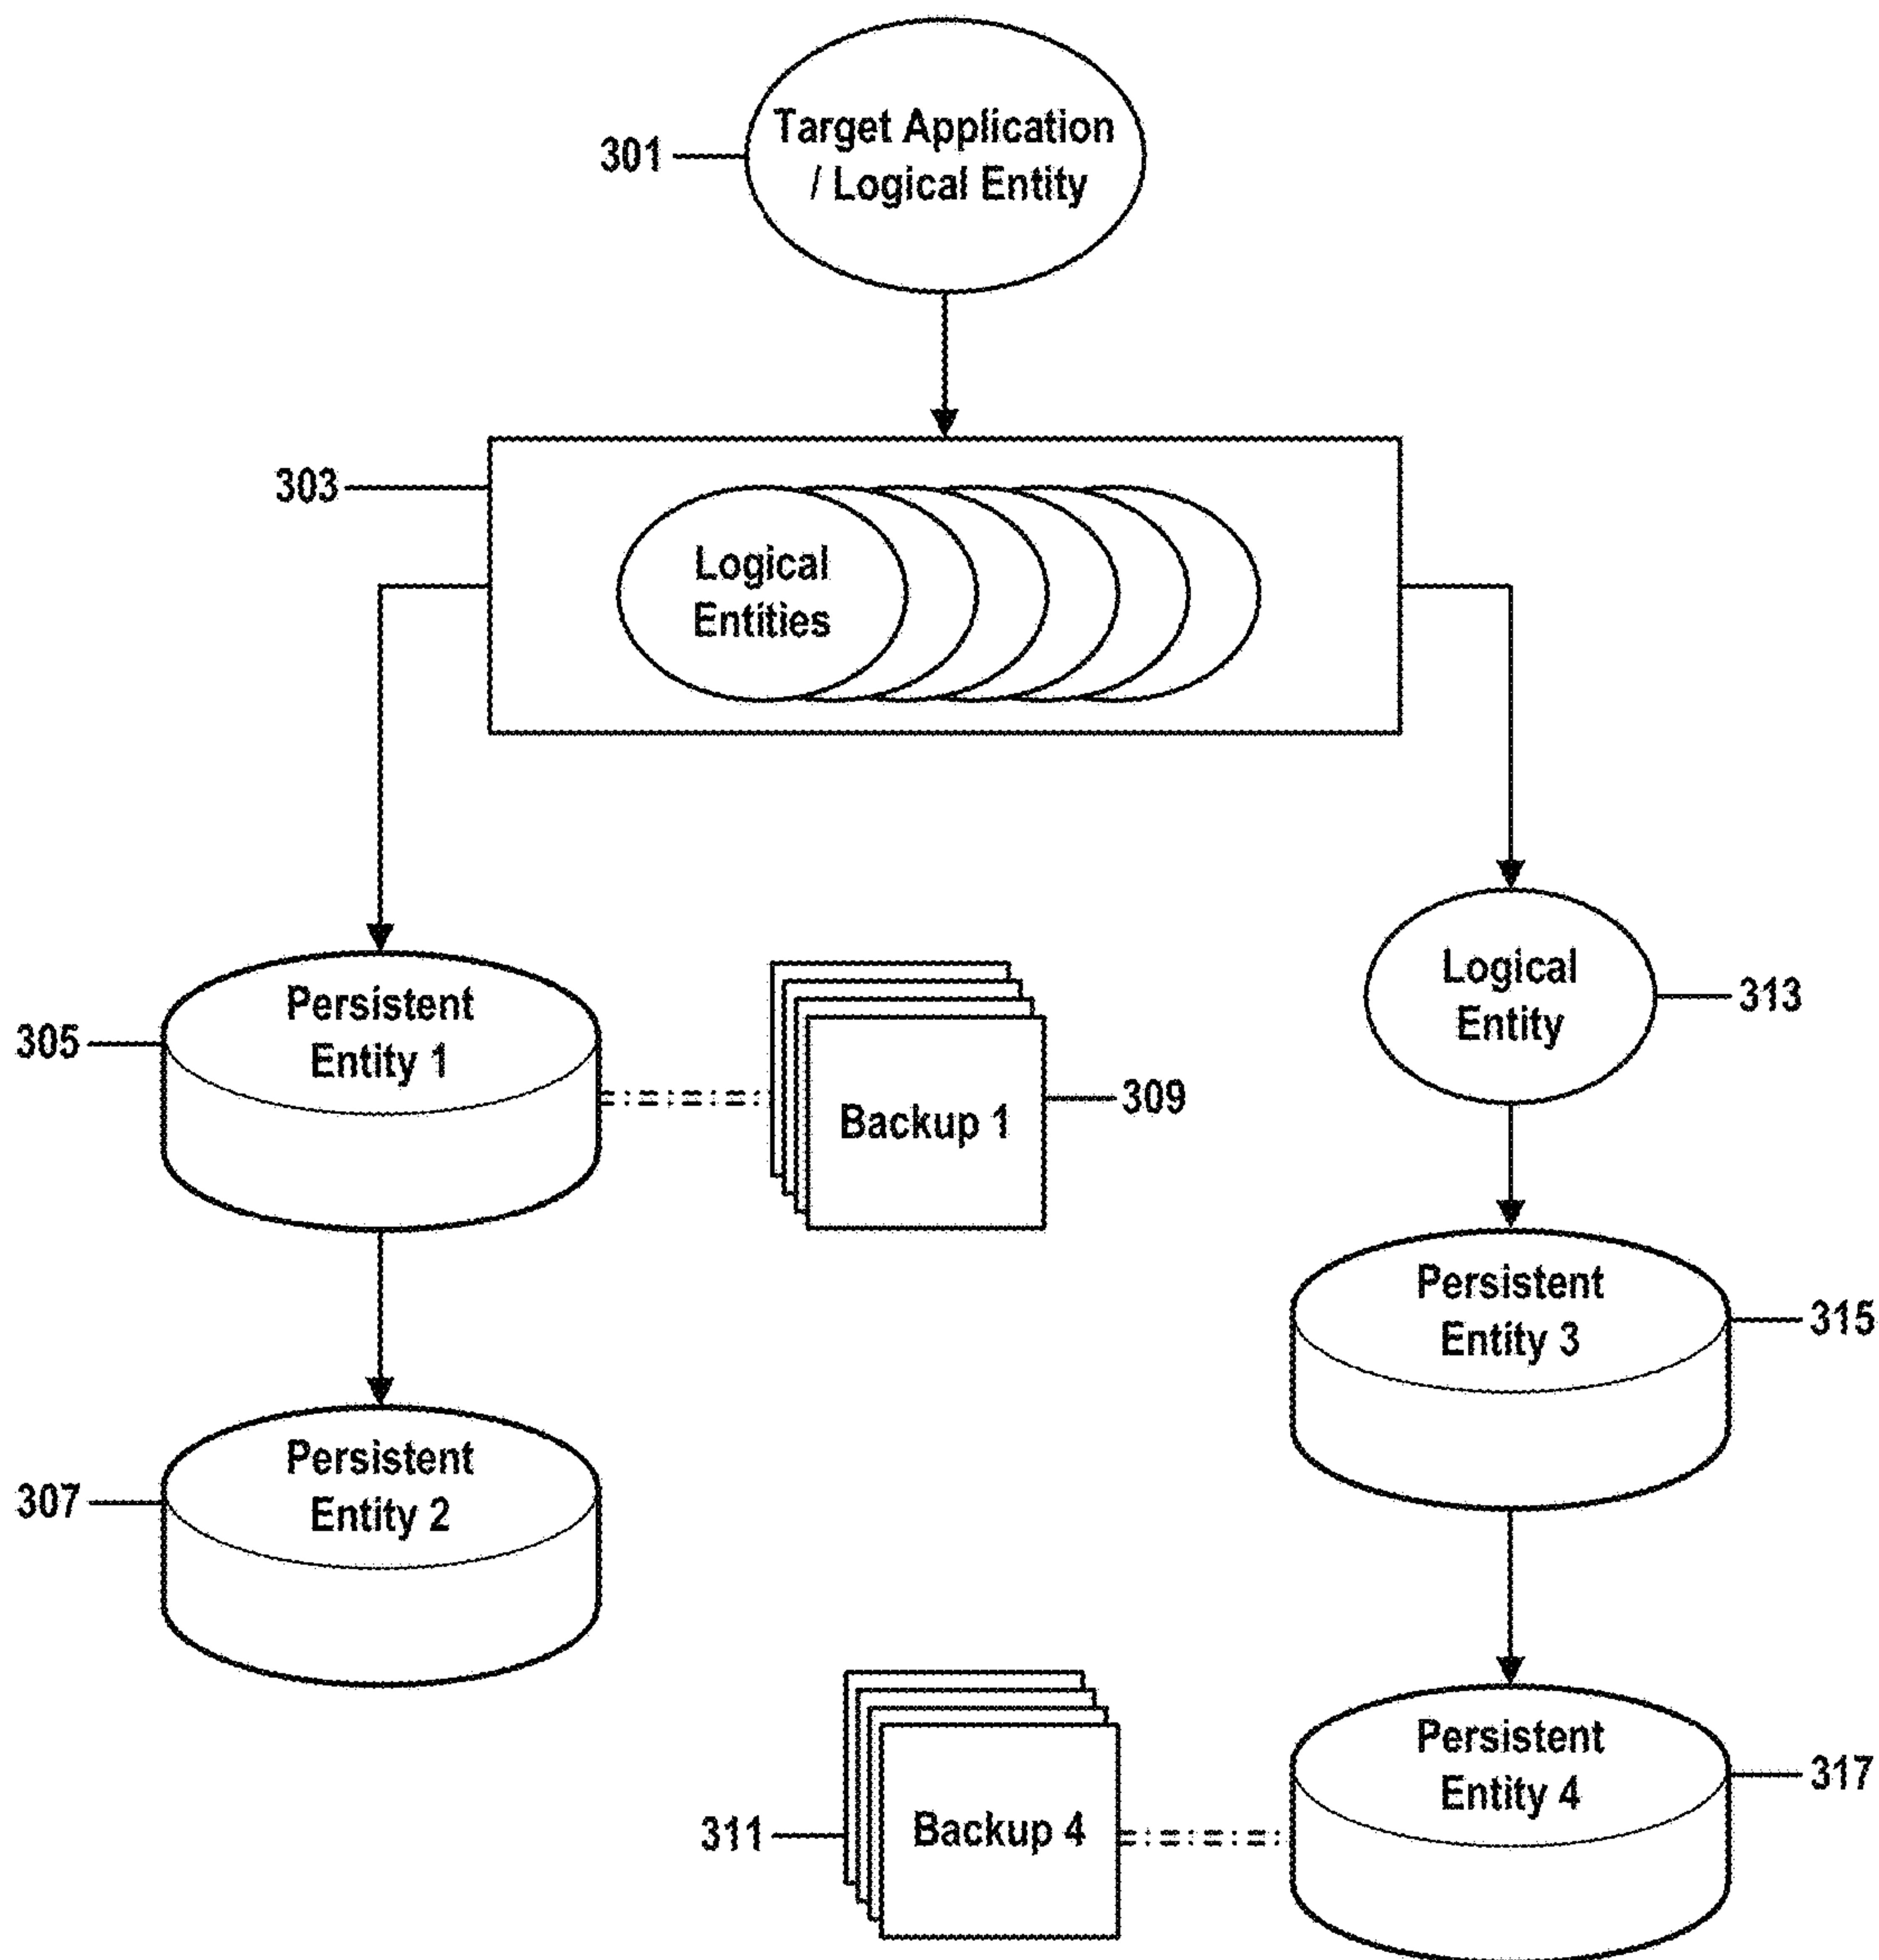 Target Application
/ Logical Entity
301
303
Logical
Entities
Persistent
Entity 1
305
Backup 1
309
Logical
Entity
313
Persistent
Entity 3
315
Persistent
Entity 2
307
Persistent
Entity 4
317
311
Backup 4